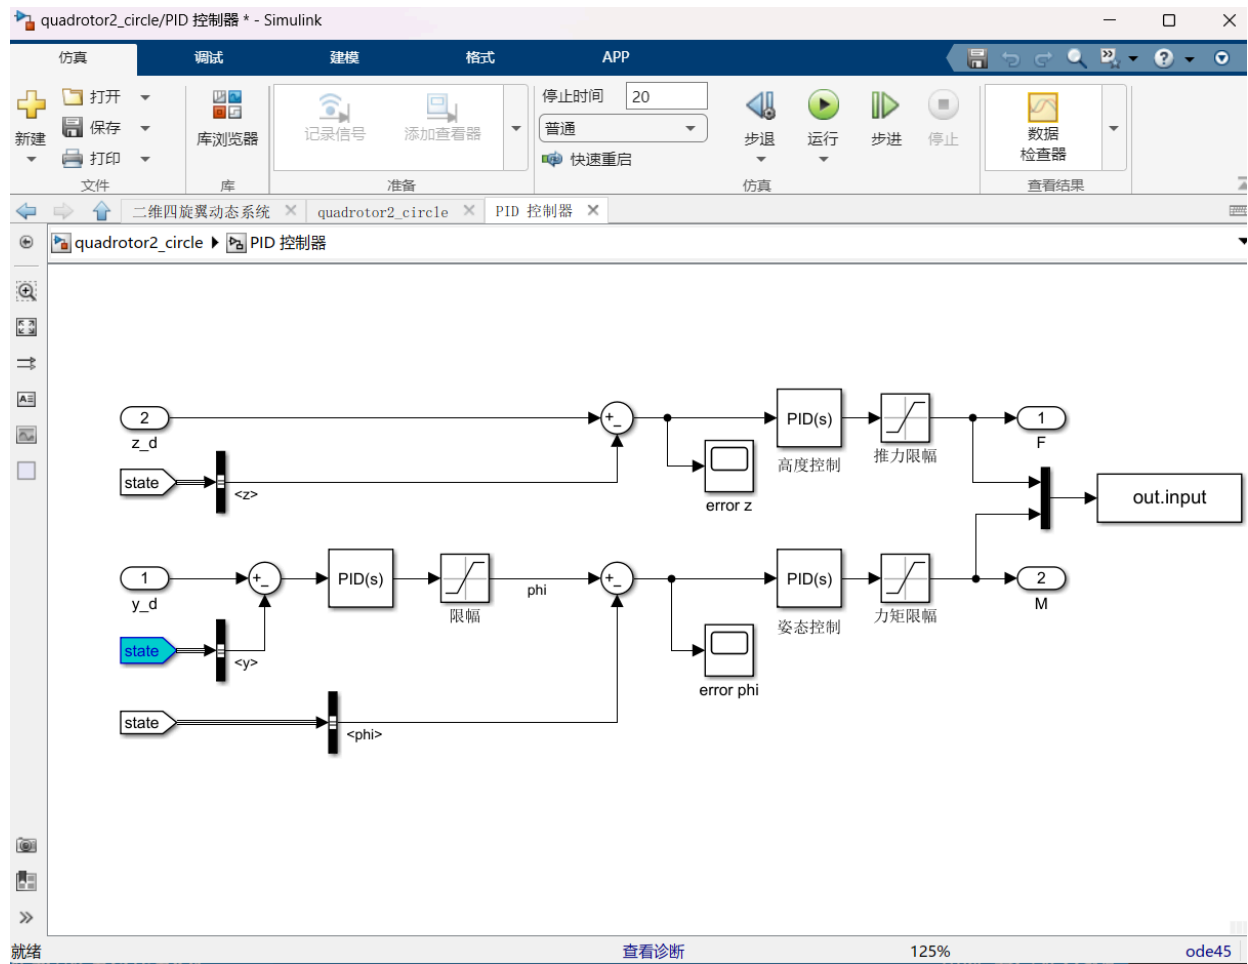 quadrotor2_circle/PID 控制器 * - Simulink
仿真 调试 建模 格式 APP
新建
打开
保存
打印
文件
库浏览器
库
记录信号 添加查看器
准备
停止时间 20
普通
快速重启
步退 运行 步进 停止
仿真
数据
检查器
查看结果
二维四旋翼动态系统 quadrotor2_circle PID 控制器
quadrotor2_circle PID 控制器
2
z_d
state
<z>
+
-
error z
PID(s)
高度控制
推力限幅
1
F
out.input
1
y_d
+
-
state
<y>
PID(s)
限幅
phi
+
-
error phi
PID(s)
姿态控制
力矩限幅
2
M
state
<phi>
就绪 查看诊断 125% ode45